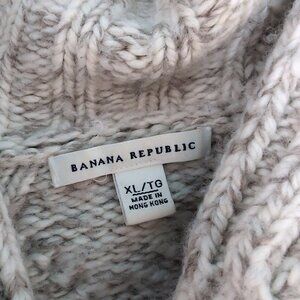 BANANA REPUBLIC
XL/TG
MADE IN
HONG KONG